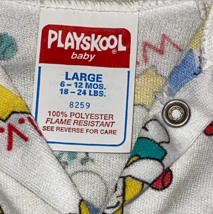 PLAYSKOOL
baby
LARGE
6 – 12 MOS.
18 – 24 LBS.
8259
100% POLYESTER
FLAME RESISTANT
SEE REVERSE FOR CARE